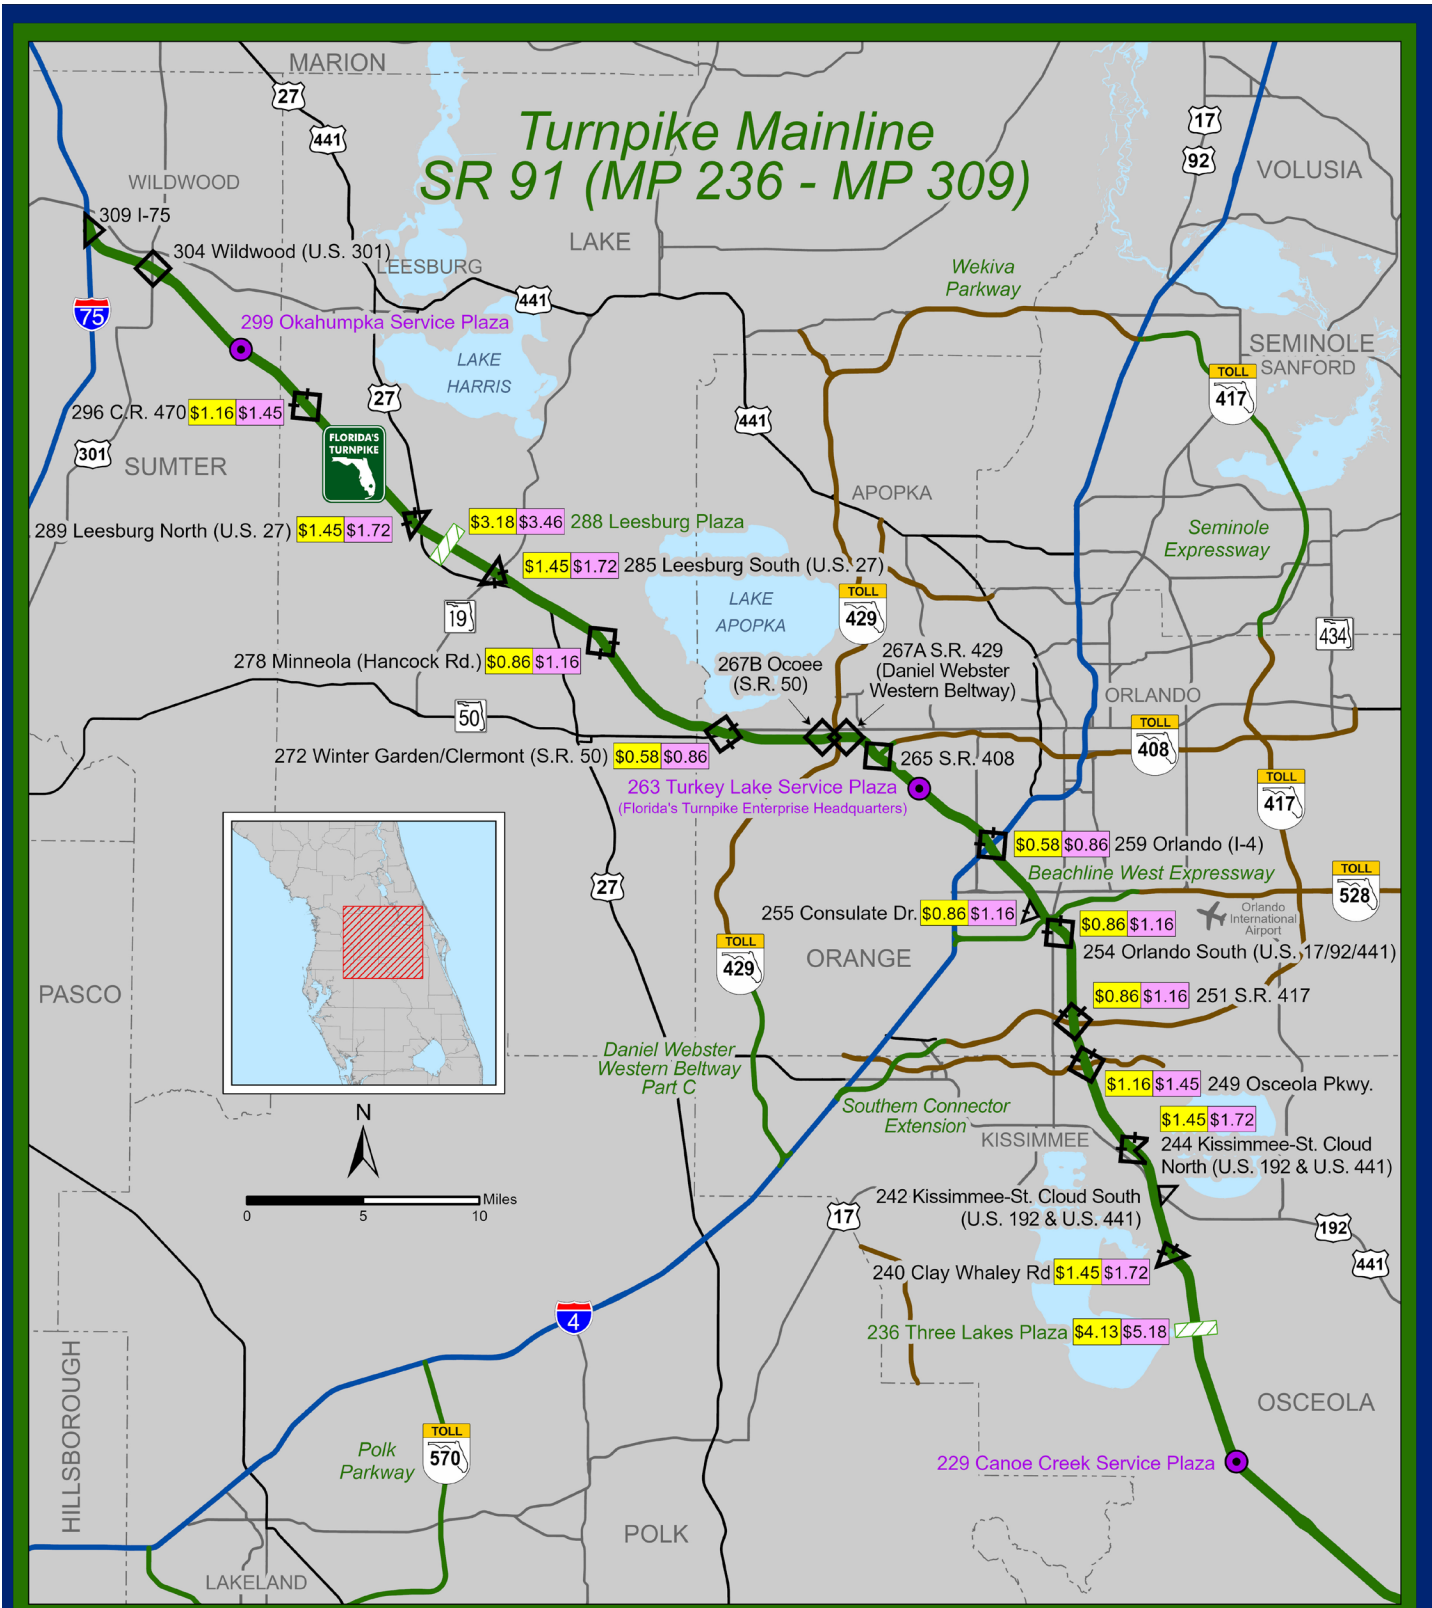 MARION
27
441
Turnpike Mainline
SR 91 (MP 236 - MP 309)
17
92
VOLUSIA
WILDWOOD
309 I-75
304 Wildwood (U.S. 301)
LAKE
LEESBURG
Wekiva
Parkway
441
75
299 Okahumpka Service Plaza
SEMINOLE
SANFORD
LAKE
HARRIS
TOLL
417
27
296 C.R. 470 $1.16 $1.45
441
301
SUMTER
FLORIDA'S
TURNPIKE
APOPKA
289 Leesburg North (U.S. 27) $1.45 $1.72
$3.18 $3.46 288 Leesburg Plaza
Seminole
Expressway
$1.45 $1.72 285 Leesburg South (U.S. 27)
LAKE
APOPKA
TOLL
429
19
434
278 Minneola (Hancock Rd.) $0.86 $1.16
267B Ocoee
(S.R. 50)
267A S.R. 429
(Daniel Webster
Western Beltway)
ORLANDO
50
TOLL
408
272 Winter Garden/Clermont (S.R. 50) $0.58 $0.86
265 S.R. 408
263 Turkey Lake Service Plaza
(Florida's Turnpike Enterprise Headquarters)
TOLL
417
$0.58 $0.86 259 Orlando (I-4)
Beachline West Expressway
27
TOLL
528
255 Consulate Dr. $0.86 $1.16
$0.86 $1.16
254 Orlando South (U.S. 17/92/441)
Orlando
International
Airport
TOLL
429
ORANGE
PASCO
$0.86 $1.16 251 S.R. 417
Daniel Webster
Western Beltway
Part C
$1.16 $1.45 249 Osceola Pkwy.
Southern Connector
Extension
$1.45 $1.72
244 Kissimmee-St. Cloud
North (U.S. 192 & U.S. 441)
KISSIMMEE
N
Miles
0 5 10
242 Kissimmee-St. Cloud South
(U.S. 192 & U.S. 441)
17
192
441
240 Clay Whaley Rd $1.45 $1.72
4
236 Three Lakes Plaza $4.13 $5.18
HILLSBOROUGH
OSCEOLA
TOLL
570
Polk
Parkway
229 Canoe Creek Service Plaza
POLK
LAKELAND